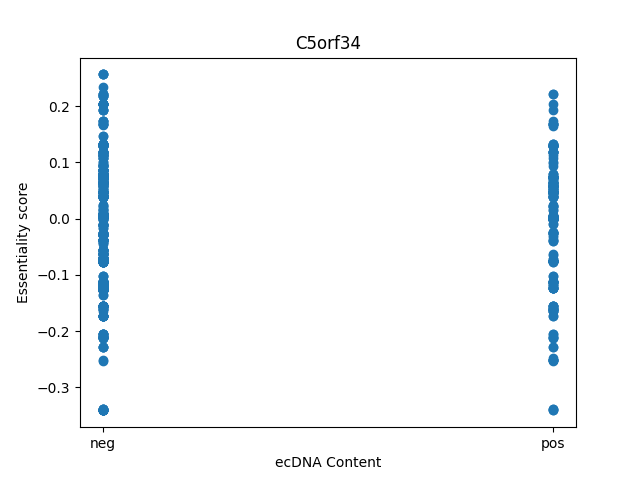 C5orf34
Essentiality score
0.2
0.1
0.0
−0.1
−0.2
−0.3
neg
pos
ecDNA Content